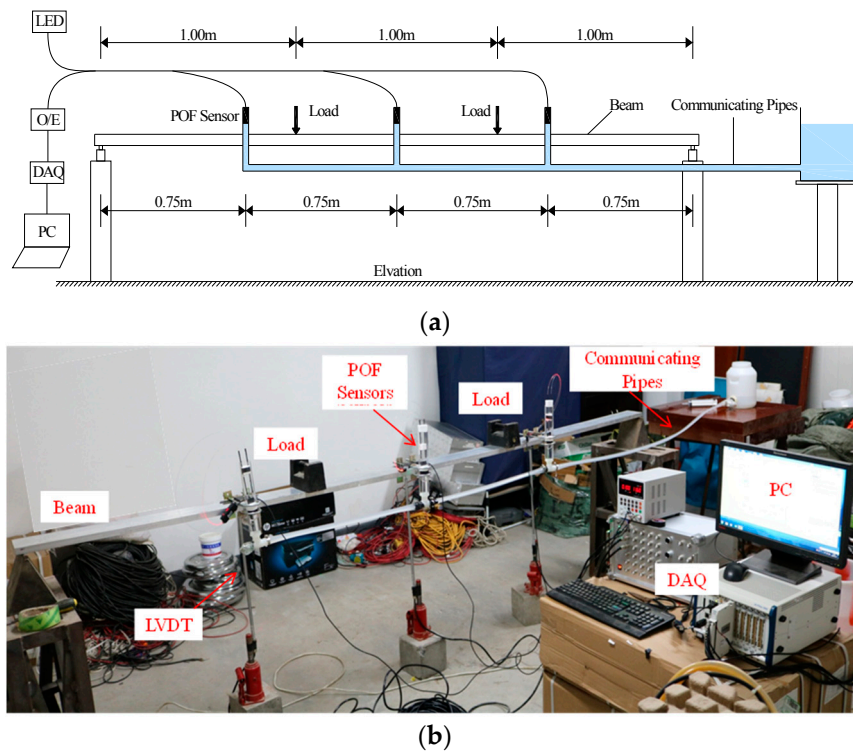 LED
1.00m 1.00m 1.00m
O/E
POF Sensor
Load
Load
Beam
Communicating Pipes
DAQ
0.75m 0.75m 0.75m 0.75m
PC
Elvation
(a)
Communicating
Pipes
POF
Sensors
Load
Load
Beam
PC
DAQ
LVDT
(b)